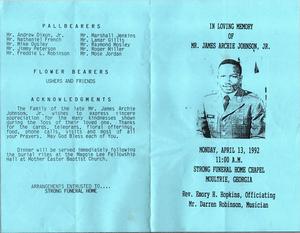 PALLBEARERS
Mr. Andrew Dixon, Jr.
Mr. Nathaniel French
Mr. Mike Ousley
Mr. Jimmy Peterson
Mr. Freddie L. Robinson
Mr. Marshall Jenkins
Mr. Lamar Gillis
Mr. Raymond Mosley
Mr. Roger Miller
Mr. Mose Jordan
FLOWER BEARERS
USHERS AND FRIENDS
ACKNOWLEDGMENTS
The family of the late Mr. James Archie
Johnson, Jr. wishes to express sincere
appreciation for the many kindnesses shown
during the loss of their loved one. Thanks
for the cards, telegrams, floral offerings,
food, phone calls, visits and most of all
your Prayers. May God Bless each of You.
Dinner will be served immediately following
the burial rites at the Magpie Lee Fellowship
Hall at Mother Easter Baptist Church.
ARRANGEMENTS ENTRUSTED TO....
STRONG FUNERAL HOME
IN LOVING MEMORY
OF
MR. JAMES ARCHIE JOHNSON, JR.
MONDAY, APRIL 13, 1992
11:00 A.M.
STRONG FUNERAL HOME CHAPEL
MOULTRIE, GEORGIA
Rev. Emory H. Hopkins, Officiating
Mr. Darren Robinson, Musician